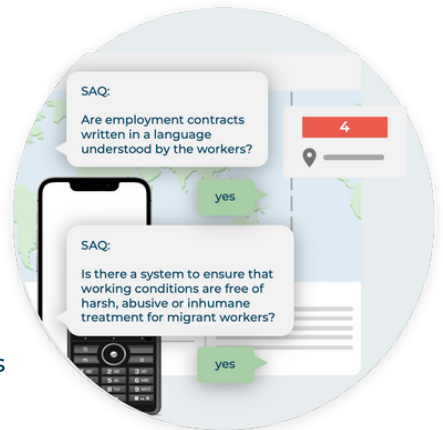 SAQ:
Are employment contracts
written in a language
understood by the workers?
4
yes
SAQ:
Is there a system to ensure that
working conditions are free of
harsh, abusive or inhumane
treatment for migrant workers?
s
yes